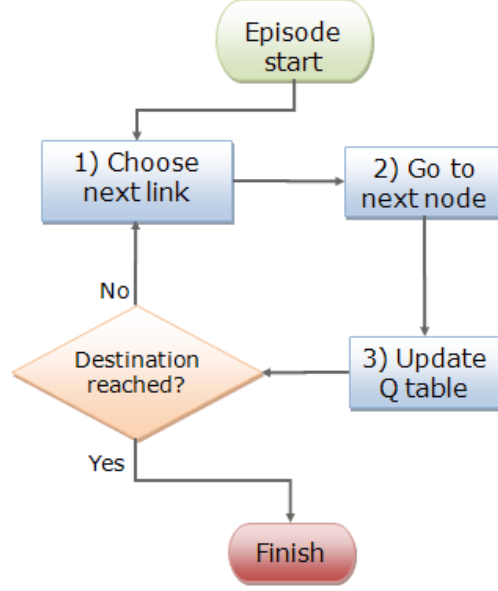 Episode
start
1) Choose
next link
2) Go to
next node
No
Destination
reached?
3) Update
Q table
Yes
Finish